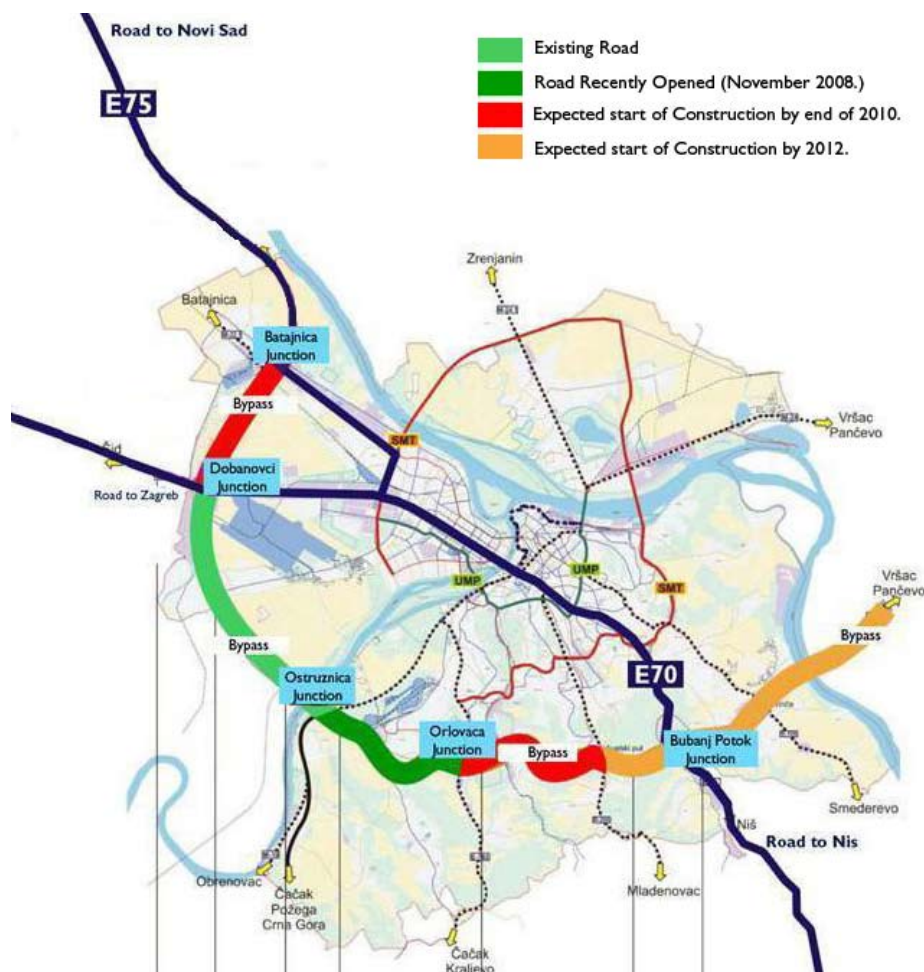 Road to Novi Sad
E75
Existing Road
Road Recently Opened (November 2008.)
Expected start of Construction by end of 2010.
Expected start of Construction by 2012.
Zrenjanin
Batajnica
Batajnica
Junction
Bypass
SMT
Vršac
Pančevo
Šid
Dobanovci
Junction
Road to Zagreb
UMP
UMP
SMT
Vršac
Pančevo
Bypass
Bypass
Ostruznica
Junction
E70
Orlovaca
Junction
Bypass
Bubanj Potok
Junction
Smederevo
Niš
Road to Nis
Obrenovac
Čačak
Požega
Crna Gora
Mladenovac
Čačak
Kraljevo